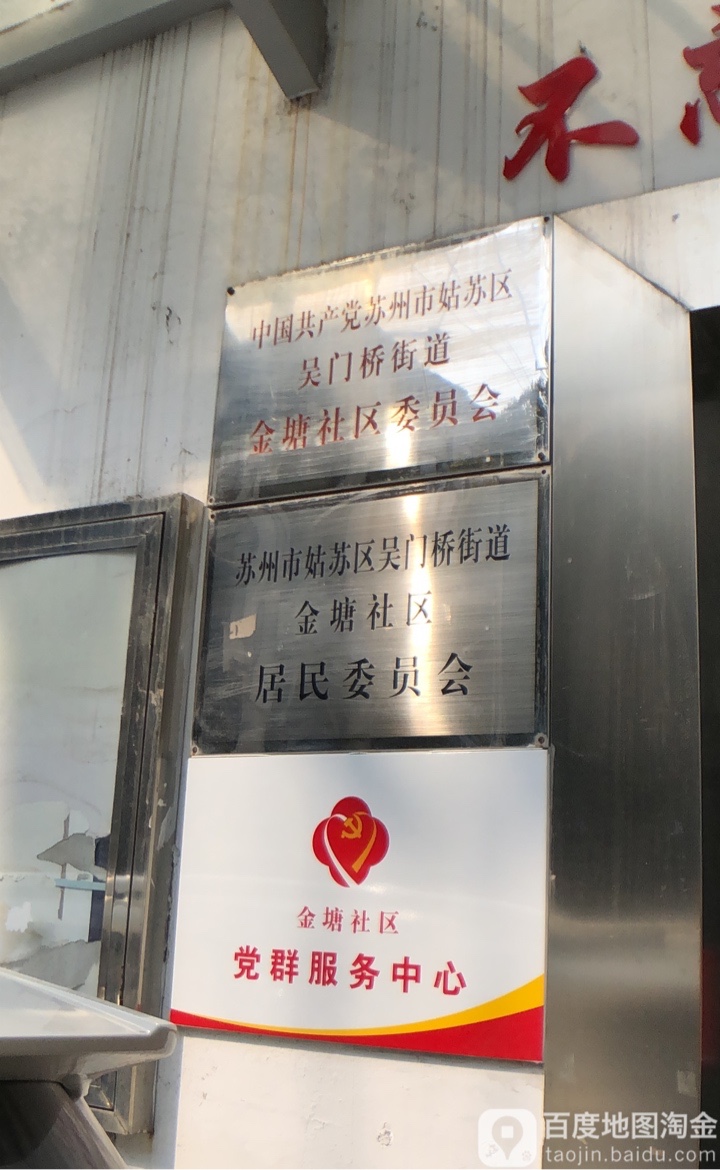 不
中国共产党苏州市姑苏区
吴门桥街道
金塘社区委员会
苏州市姑苏区吴门桥街道
金塘社区
居民委员会
金塘社区
党群服务中心
百度地图淘金
taojin.baidu.com